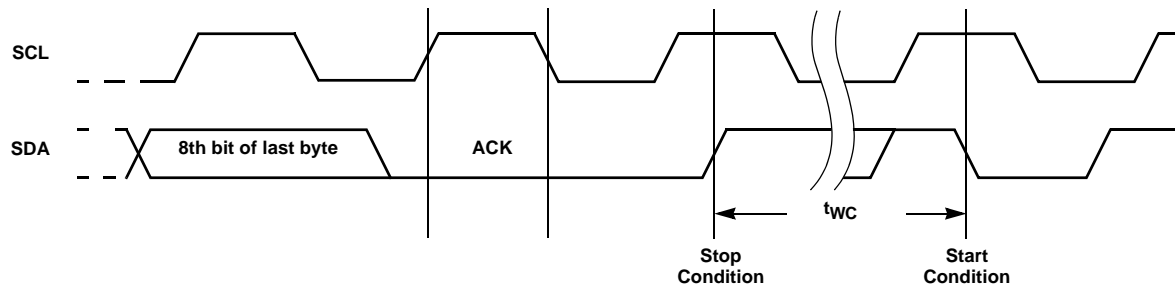 SCL
SDA
8th bit of last byte
ACK
tWC
Stop
Condition
Start
Condition